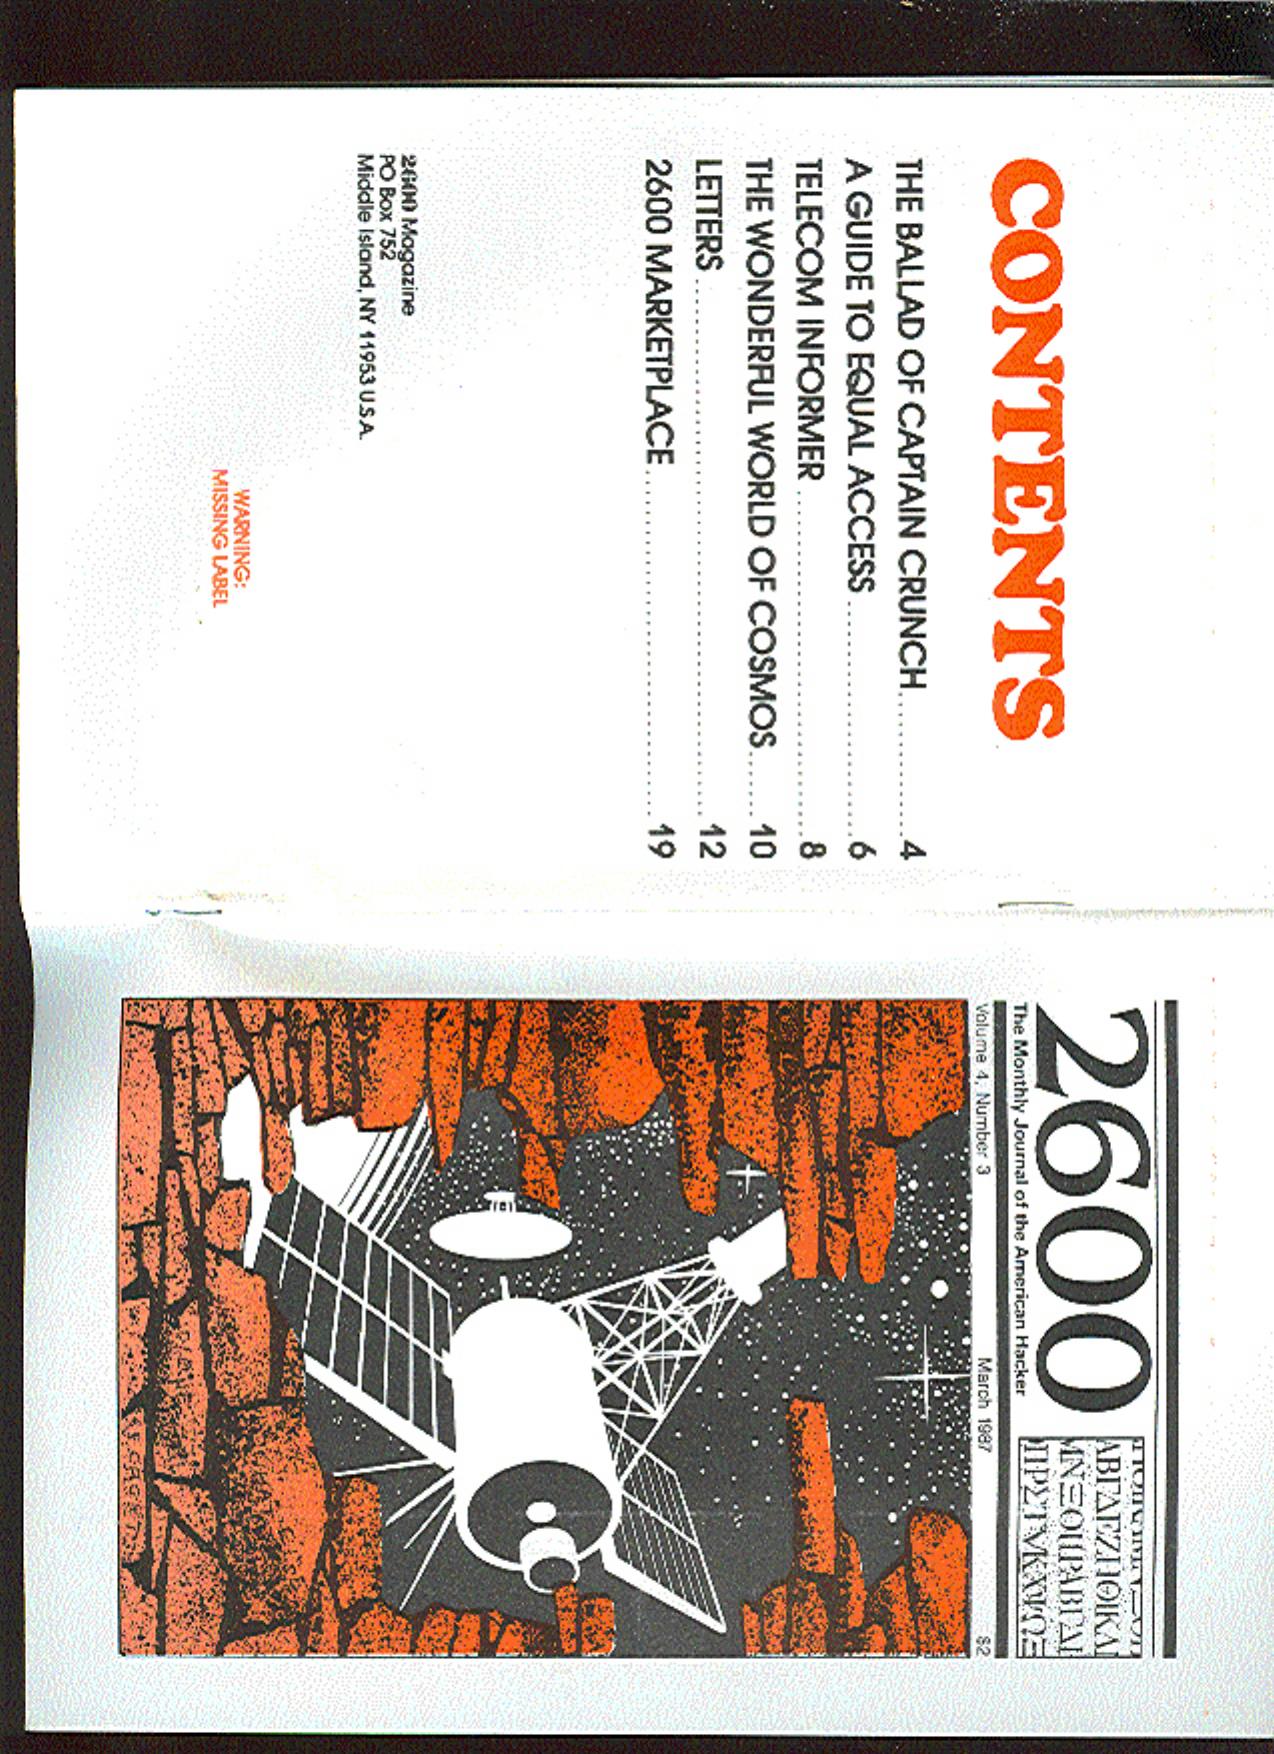 CONTENTS
THE BALLAD OF CAPTAIN CRUNCH 4
A GUIDE TO EQUAL ACCESS 6
TELECOM INFORMER 8
THE WONDERFUL WORLD OF COSMOS 10
LETTERS 12
2600 MARKETPLACE 19
2600 Magazine
PO Box 752
Middle Island, NY 11953 U.S.A.
WARNING:
MISSING LABEL
2600
The Monthly Journal of the American Hacker
Volume 4, Number 3 March 1987 $2